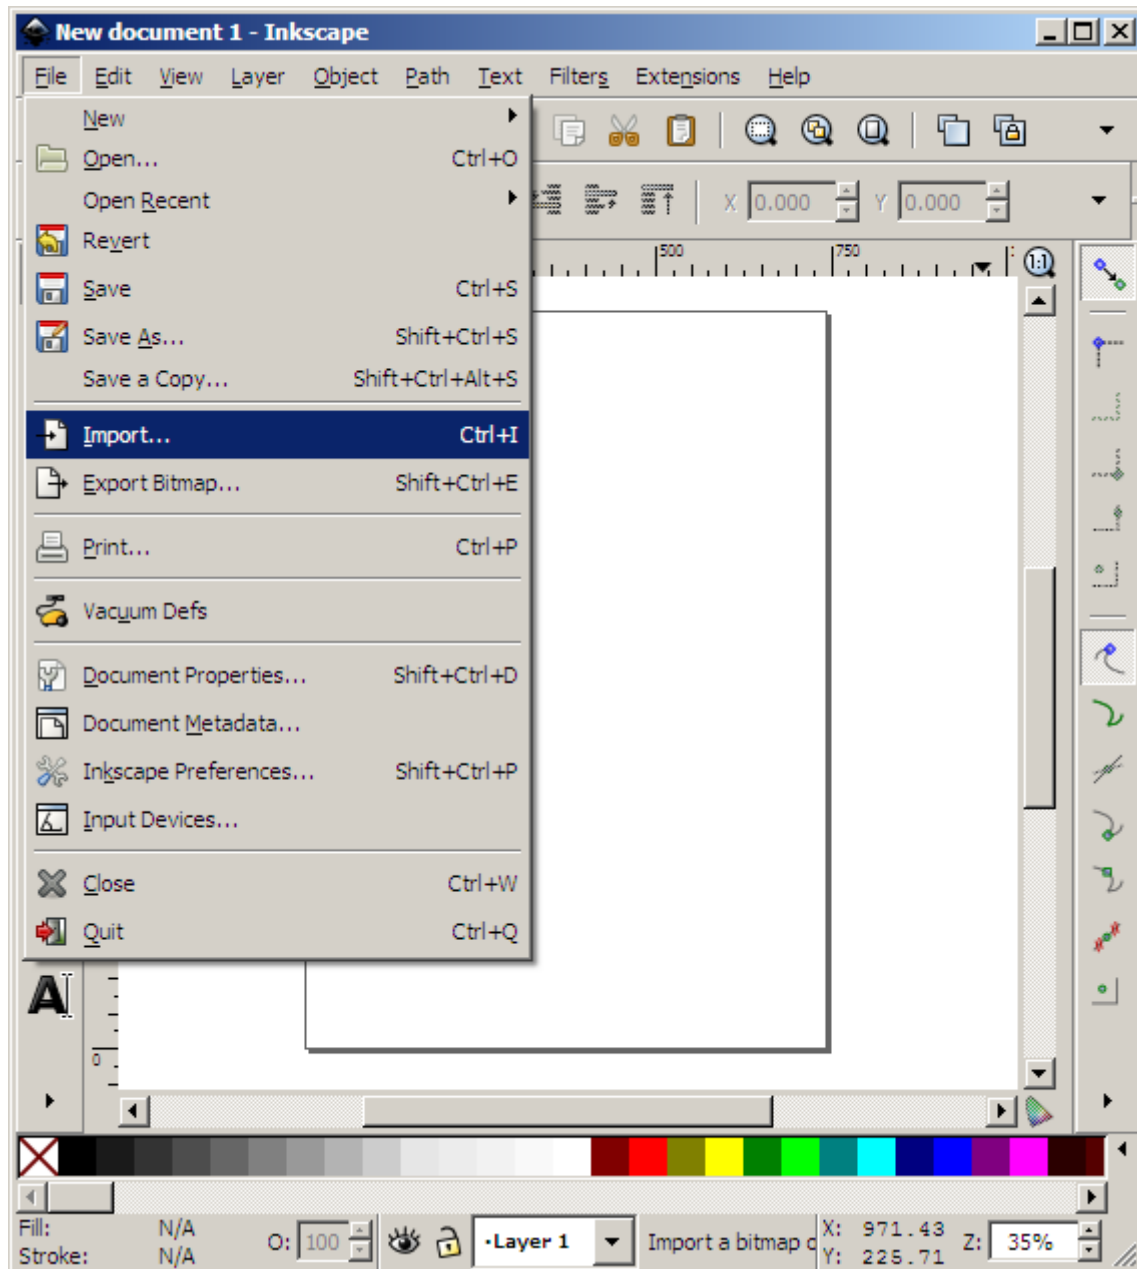 New document 1 - Inkscape
File Edit View Layer Object Path Text Filters Extensions Help
New
Open... Ctrl+O
Open Recent
Revert
Save Ctrl+S
Save As... Shift+Ctrl+S
Save a Copy... Shift+Ctrl+Alt+S
Import... Ctrl+I
Export Bitmap... Shift+Ctrl+E
Print... Ctrl+P
Vacuum Defs
Document Properties... Shift+Ctrl+D
Document Metadata...
Inkscape Preferences... Shift+Ctrl+P
Input Devices...
Close Ctrl+W
Quit Ctrl+Q
X 0.000 Y 0.000
500 750
1:1
A
0
Fill: N/A
Stroke: N/A
O: 100
·Layer 1
Import a bitmap
X: 971.43
Y: 225.71
Z: 35%